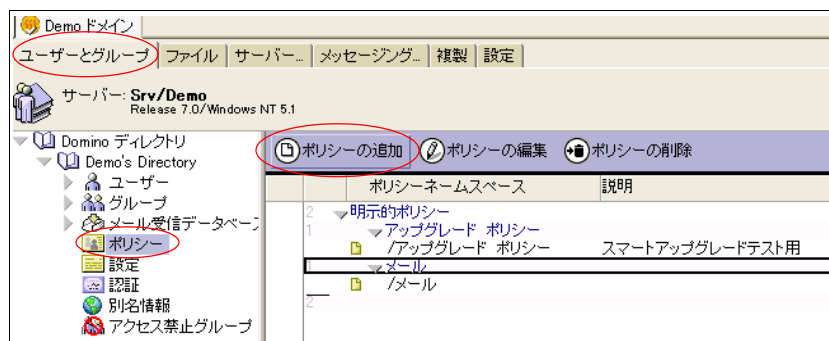 Demo ドメイン
ユーザーとグループ ファイル サーバー... メッセージング... 複製 設定
サーバー: Srv/Demo
Release 7.0/Windows NT 5.1
Domino ディレクトリ
Demo's Directory
ユーザー
グループ
メール受信データベース
ポリシー
設定
認証
別名情報
アクセス禁止グループ
ポリシーの追加 ポリシーの編集 ポリシーの削除
ポリシーネームスペース 説明
2 明示的ポリシー
1 アップグレード ポリシー
/アップグレード ポリシー スマートアップグレードテスト用
1 メール
/メール
2